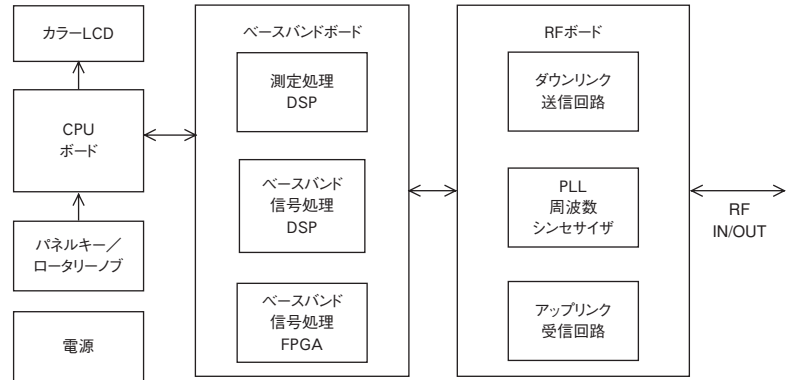 カラーLCD
CPU
ボード
パネルキー／
ロータリーノブ
電源
ベースバンドボード
測定処理
DSP
ベースバンド
信号処理
DSP
ベースバンド
信号処理
FPGA
RFボード
ダウンリンク
送信回路
PLL
周波数
シンセサイザ
アップリンク
受信回路
RF
IN/OUT